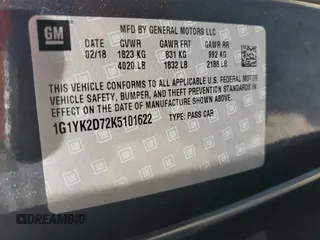 GM
MFD BY GENERAL MOTORS LLC
DATE GVWR GAWR FRT GAWR RR
02/18 1823 KG 831 KG 992 KG
4020 LB 1832 LB 2186 LB
THIS VEHICLE CONFORMS TO ALL APPLICABLE U.S. FEDERAL MOTOR
VEHICLE SAFETY, BUMPER, AND THEFT PREVENTION STANDARDS IN
EFFECT ON THE DATE OF MANUFACTURE SHOWN ABOVE.
1G1YK2D72K5101622 TYPE: PASS CAR
DREAMBID